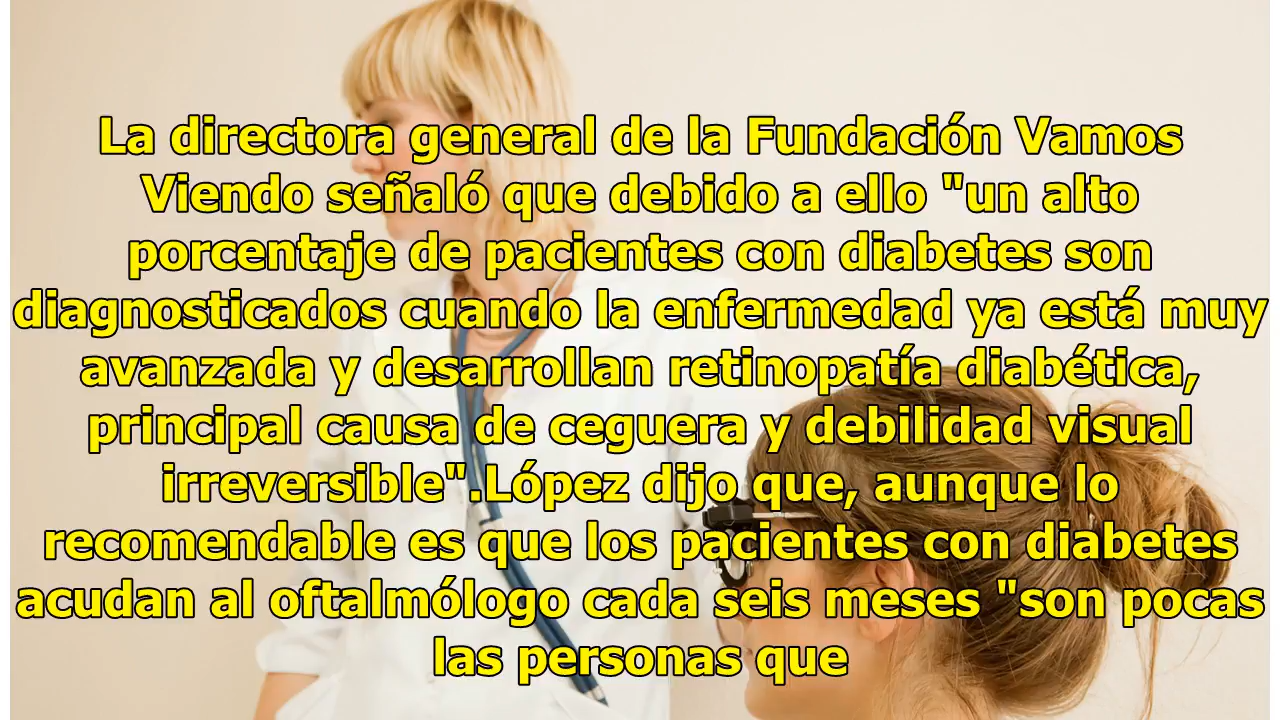 La directora general de la Fundación Vamos
Viendo señaló que debido a ello "un alto
porcentaje de pacientes con diabetes son
diagnosticados cuando la enfermedad ya está muy
avanzada y desarrollan retinopatía diabética,
principal causa de ceguera y debilidad visual
irreversible".López dijo que, aunque lo
recomendable es que los pacientes con diabetes
acudan al oftalmólogo cada seis meses "son pocas
las personas que